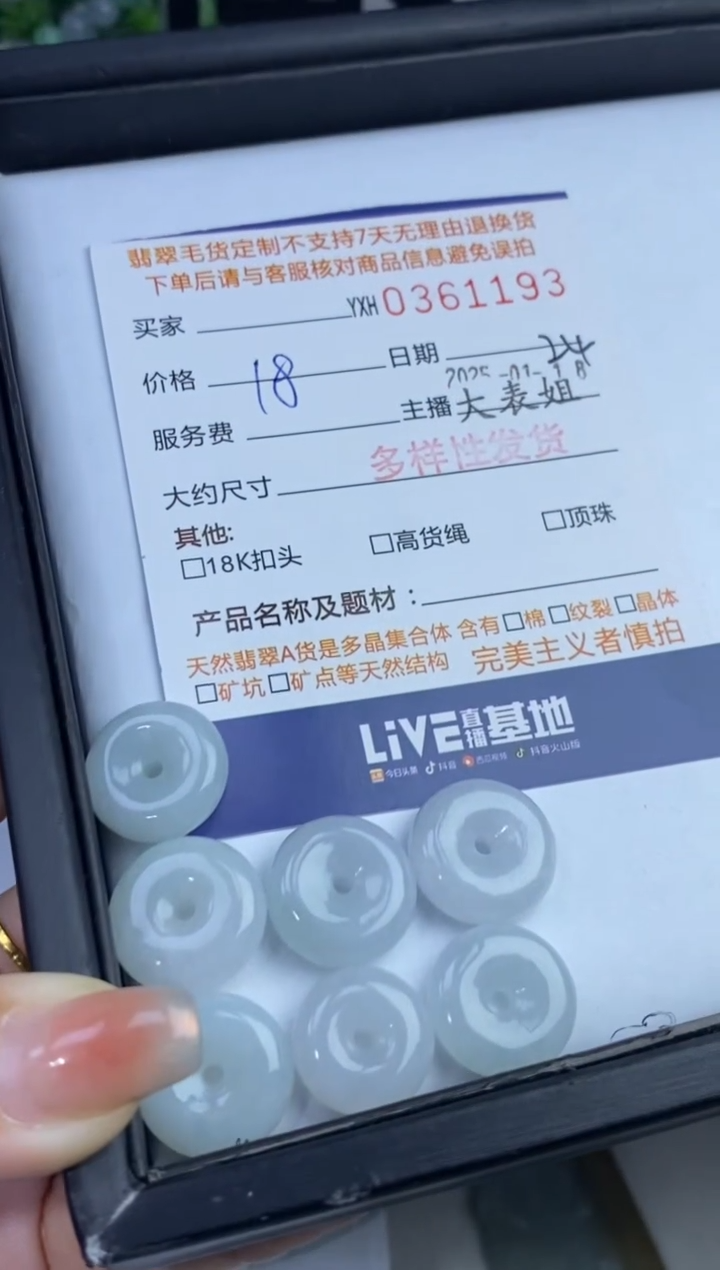 翡翠毛货定制不支持7天无理由退换货
下单后请与客服核对商品信息避免误拍
买家 YXH 0361193
价格 18 日期
2025-01-18
服务费 主播 大表姐
多样性发货
大约尺寸
其他:
□18K扣头 □高货绳 □顶珠
产品名称及题材：
天然翡翠A货是多晶集合体 含有□棉 □纹裂 □晶体
□矿坑 □矿点等天然结构 完美主义者慎拍
LiVE直播基地
今日头条 抖音 西瓜视频 抖音火山版